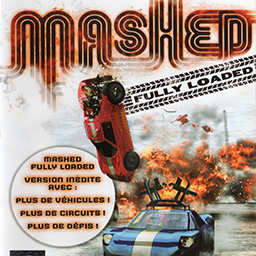 MASHED
FULLY LOADED
MASHED
FULLY LOADED
VERSION INÉDITE
AVEC :
PLUS DE VÉHICULES !
PLUS DE CIRCUITS !
PLUS DE DÉFIS !